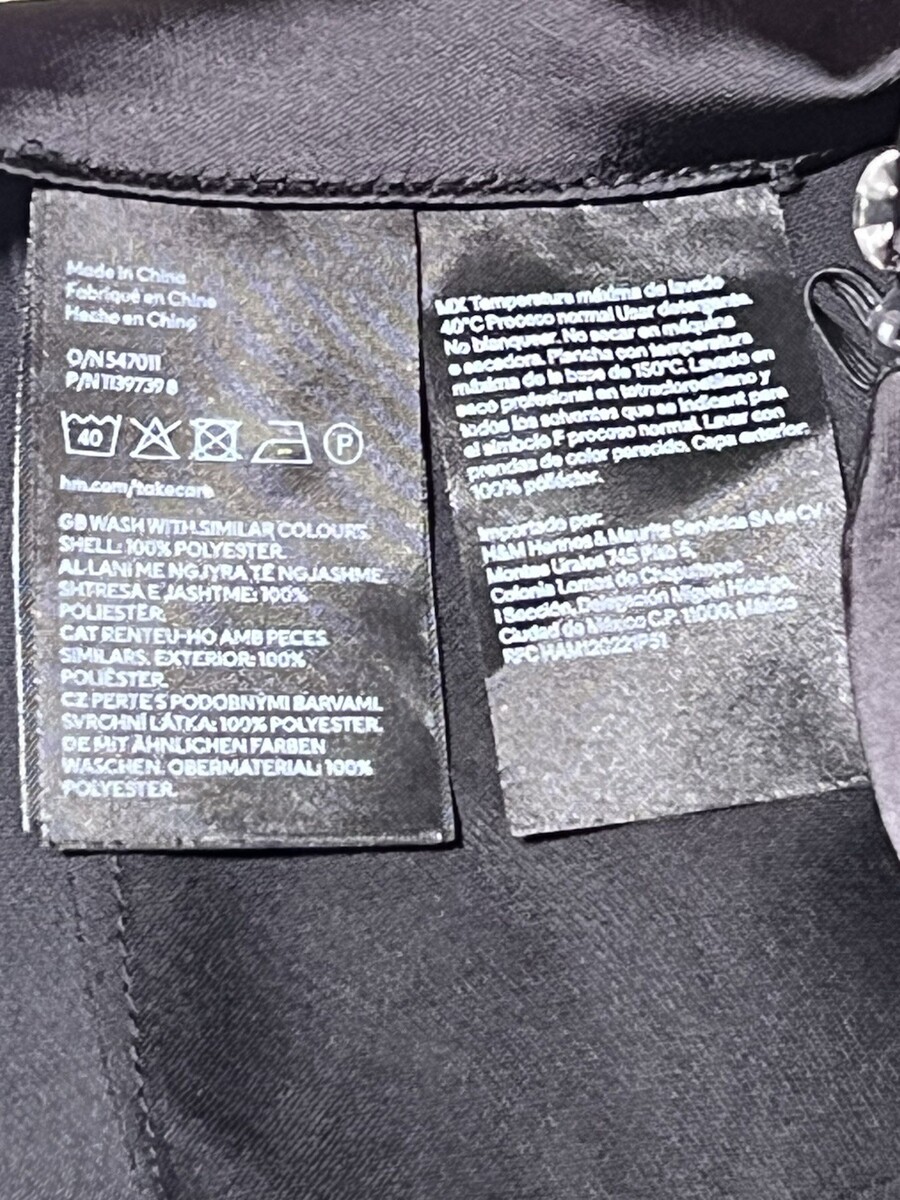 Made in China
Fabriqué en Chine
Hecho en China
O/N 547011
P/N 1139739 8
40
P
hm.com/takecare
GB WASH WITH SIMILAR COLOURS.
SHELL: 100% POLYESTER.
AL LANI ME NGJYRA TË NGJASHME.
SHTRESA E JASHTME: 100%
POLIESTER.
CAT RENTEU-HO AMB PECES
SIMILARS. EXTERIOR: 100%
POLIÈSTER.
CZ PERTE S PODOBNÝMI BARVAMI.
SVRCHNÍ LÁTKA: 100% POLYESTER.
DE MIT ÄHNLICHEN FARBEN
WASCHEN. OBERMATERIAL: 100%
POLYESTER.
MX Temperatura máxima de lavado
40°C Proceso normal Usar detergente.
No blanquear. No secar en máquina
o secadora. Plancha con temperatura
máxima de la base de 150°C. Lavado en
seco profesional en tetracloroetileno y
todos los solventes que se indicant para
el símbolo F proceso normal. Lavar con
prendas de color parecido. Capa exterior:
100% poliéster.
Importado por:
H&M Hennes & Mauritz Servicios SA de CV
Montes Urales 745 Piso 5,
Colonia Lomas de Chapultepec
I Sección, Delegación Miguel Hidalgo,
Ciudad de México C.P. 11000, México
RFC HAM120221P51